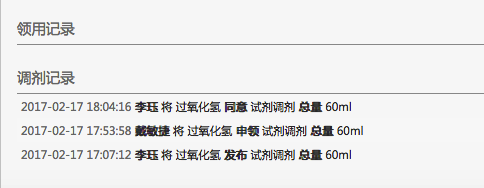 领用记录
调剂记录
2017-02-17 18:04:16 李珏 将 过氧化氢 同意 试剂调剂 总量 60ml
2017-02-17 17:53:58 戴敏捷 将 过氧化氢 申领 试剂调剂 总量 60ml
2017-02-17 17:07:12 李珏 将 过氧化氢 发布 试剂调剂 总量 60ml